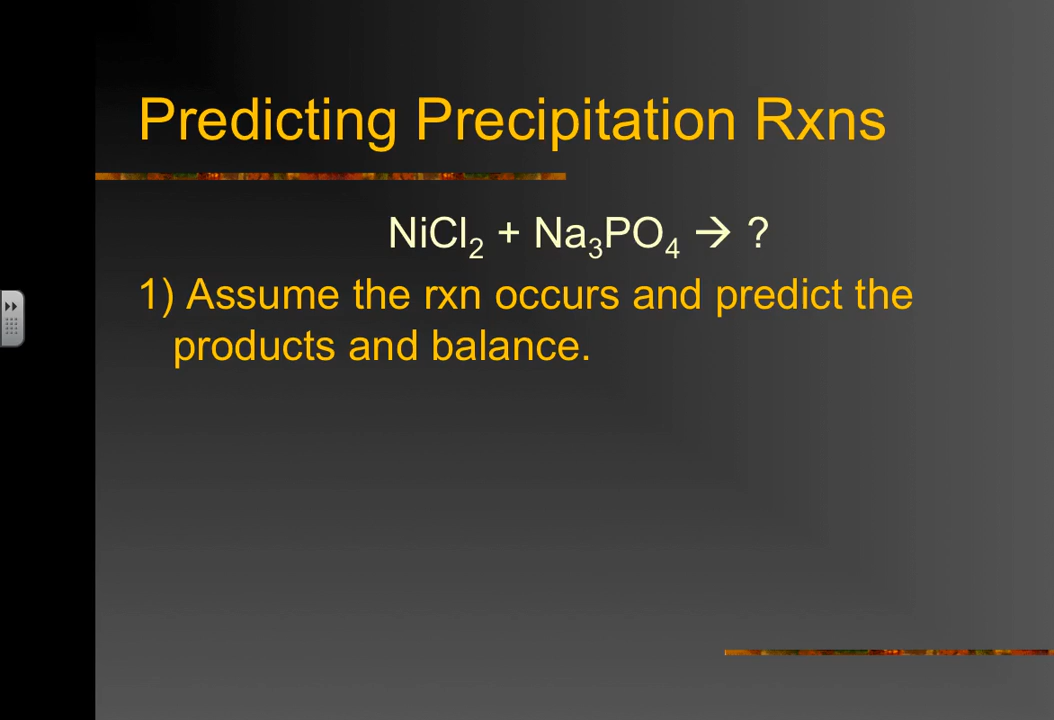 Predicting Precipitation Rxns
NiCl₂ + Na₃PO₄ → ?
1) Assume the rxn occurs and predict the
products and balance.